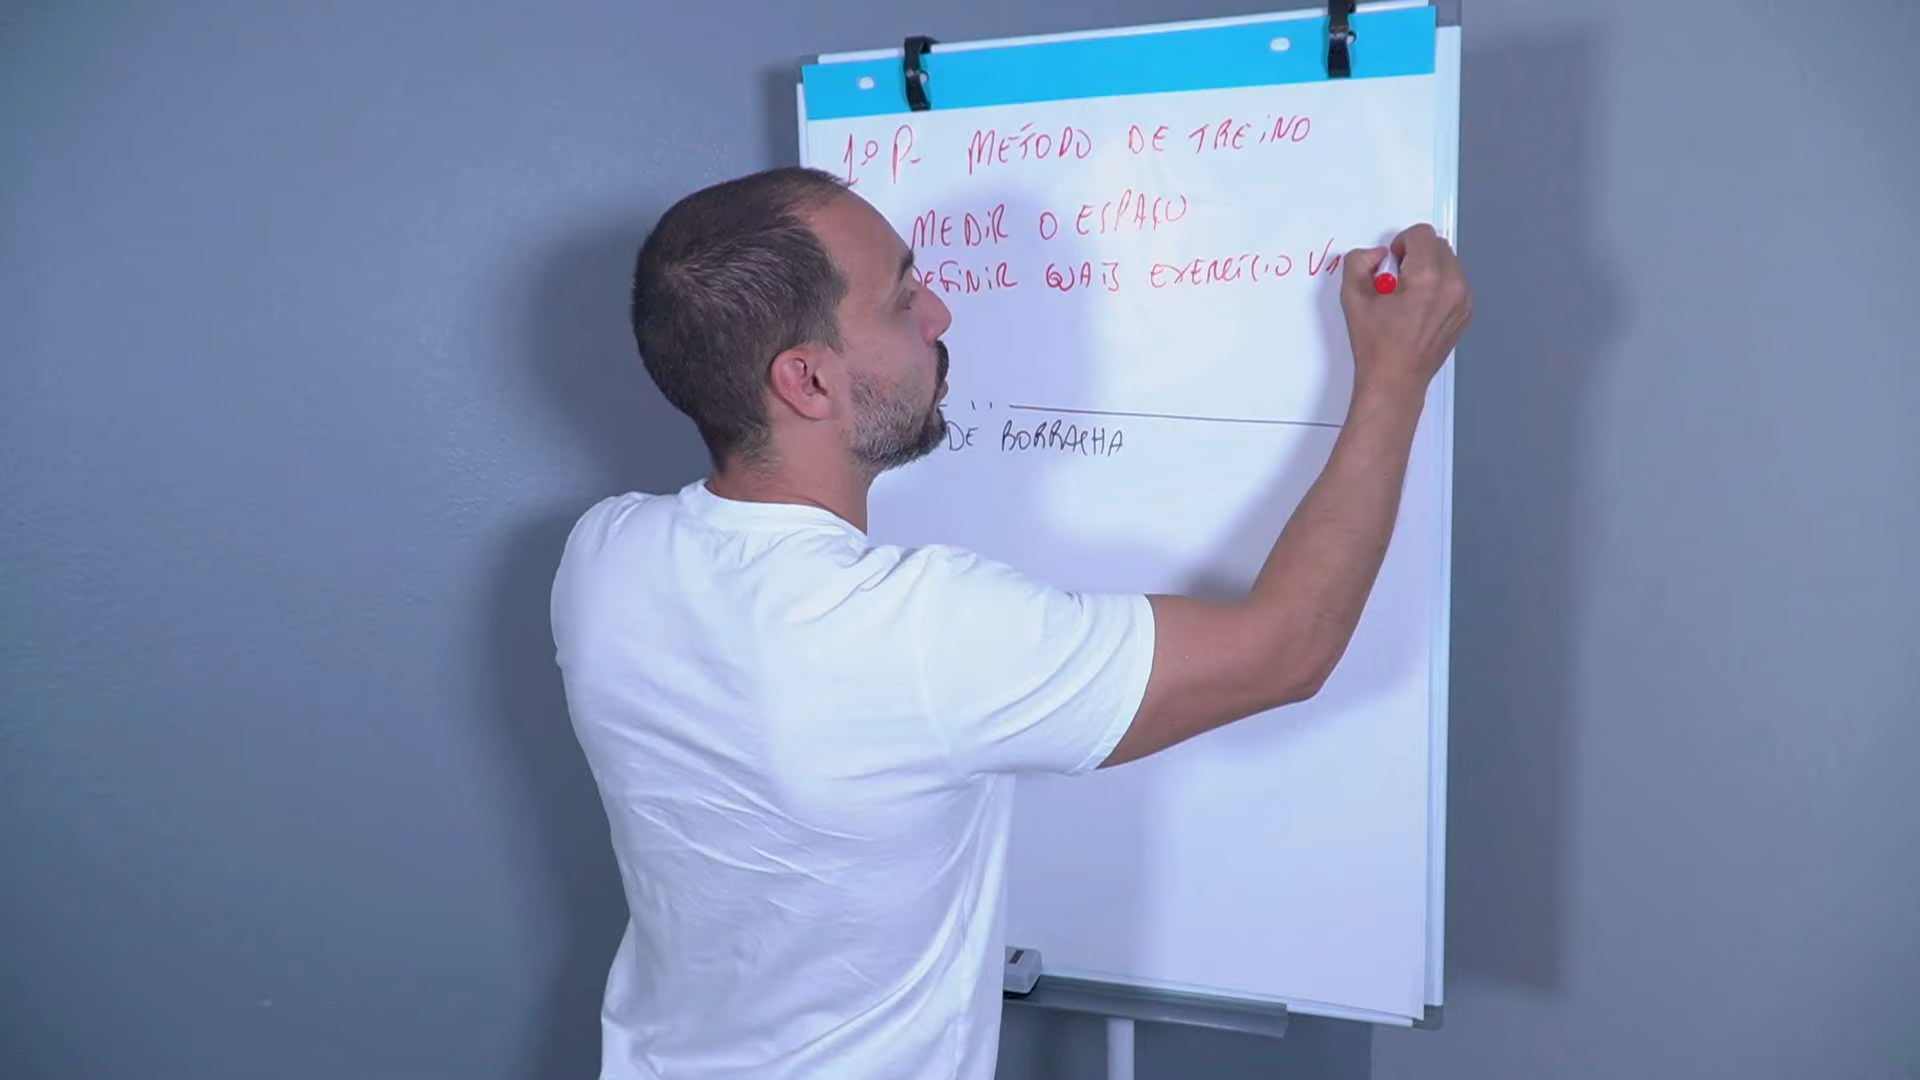 1º P- MÉTODO DE TREINO
MEDIR O ESPAÇO
DEFINIR QUAIS EXERCÍCIO
DE BORRACHA